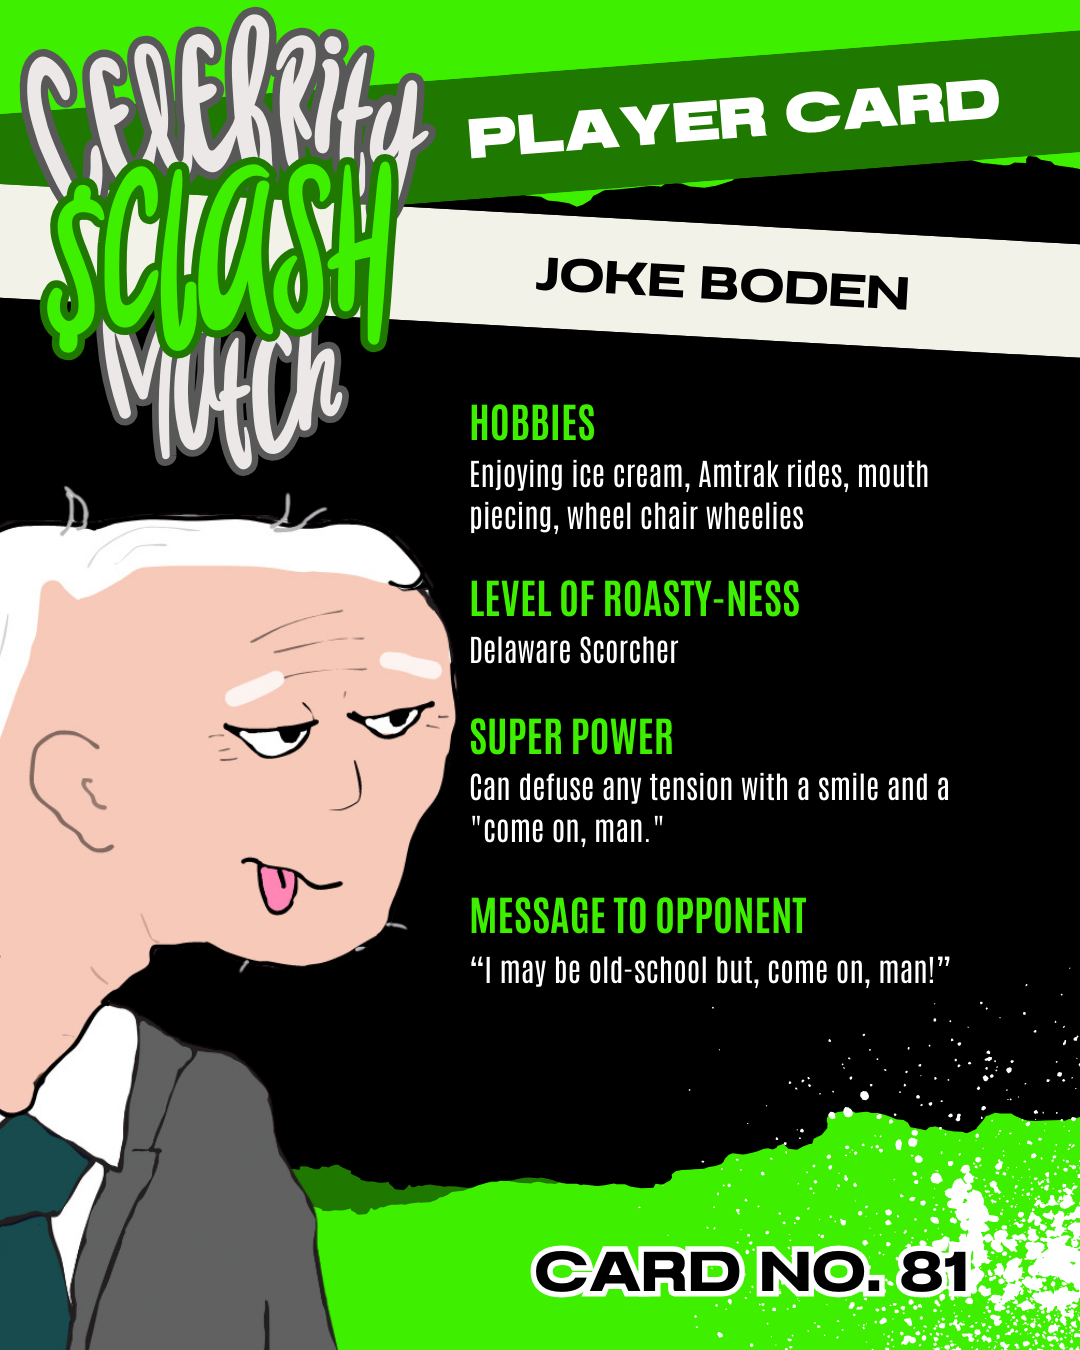 Celebrity
$CLASH
Match
PLAYER CARD
JOKE BODEN
HOBBIES
Enjoying ice cream, Amtrak rides, mouth
piecing, wheel chair wheelies
LEVEL OF ROASTY-NESS
Delaware Scorcher
SUPER POWER
Can defuse any tension with a smile and a
"come on, man."
MESSAGE TO OPPONENT
“I may be old-school but, come on, man!”
CARD NO. 81